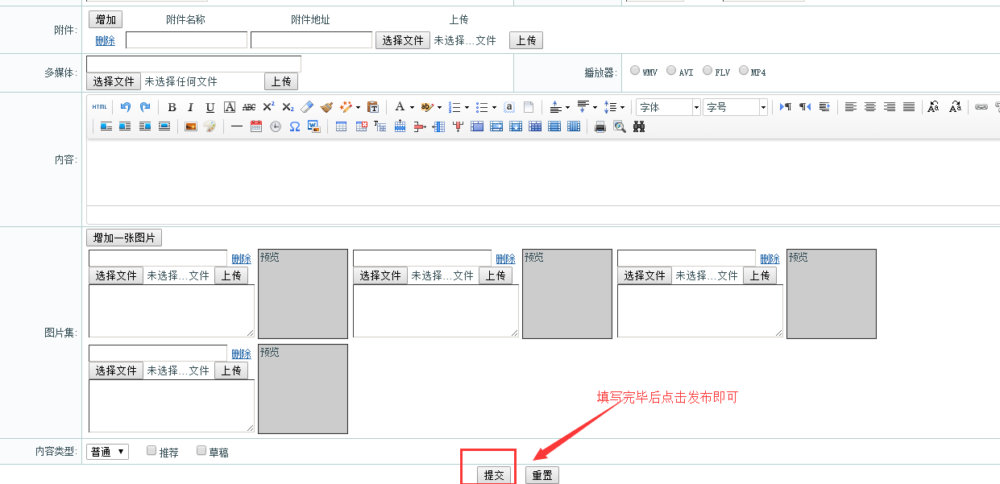 增加 附件名称 附件地址 上传
附件:
删除 选择文件 未选择...文件 上传
多媒体:
选择文件 未选择任何文件 上传
播放器: WMV AVI FLV MP4
HTML B I U A ABC X² X₂ T A ab a 字体 字号 Aa Aa
Ω W
内容:
增加一张图片
删除 预览 删除 预览 删除 预览
选择文件 未选择...文件 上传 选择文件 未选择...文件 上传 选择文件 未选择...文件 上传
图片集:
删除 预览
选择文件 未选择...文件 上传
填写完毕后点击发布即可
内容类型: 普通 推荐 草稿
提交 重置